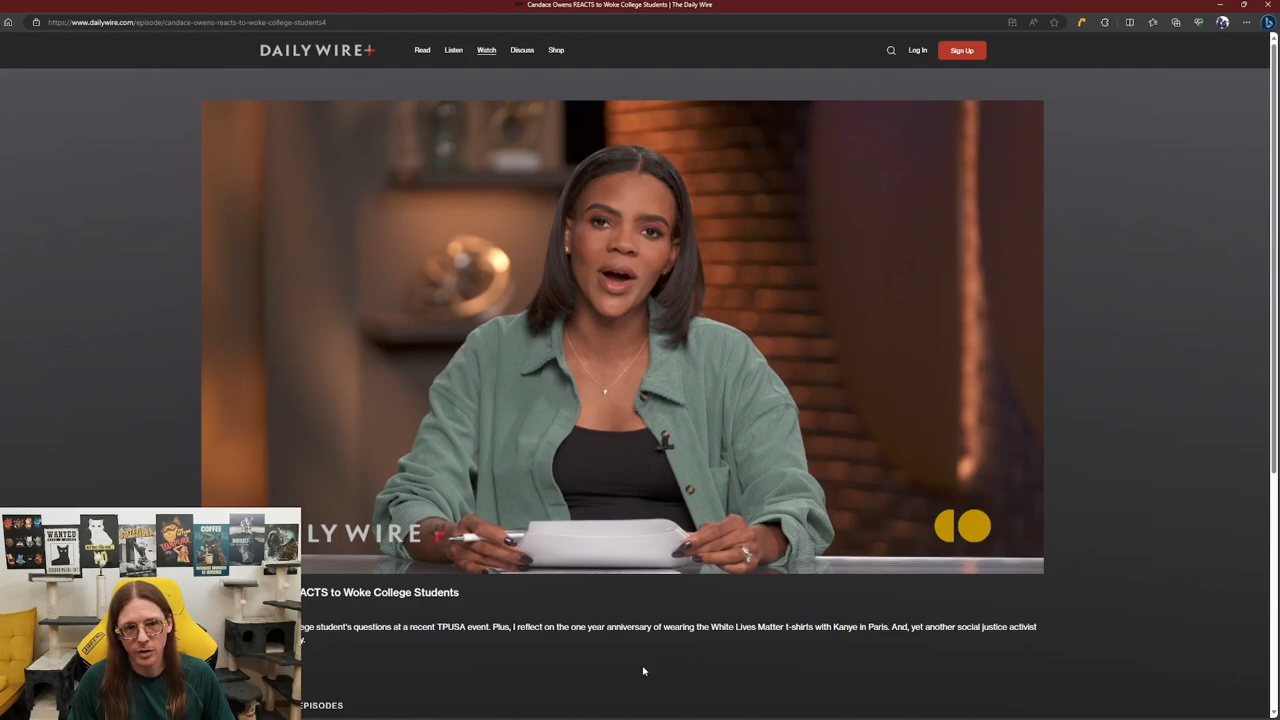 Candace Owens REACTS to Woke College Students | The Daily Wire
https://www.dailywire.com/episode/candace-owens-reacts-to-woke-college-students4
DAILYWIRE+
Read Listen Watch Discuss Shop
Log In Sign Up
LY WIRE +
ACTS to Woke College Students
ege student's questions at a recent TPUSA event. Plus, I reflect on the one year anniversary of wearing the White Lives Matter t-shirts with Kanye in Paris. And, yet another social justice activist
y.
WANTED
COFFEE
EPISODES